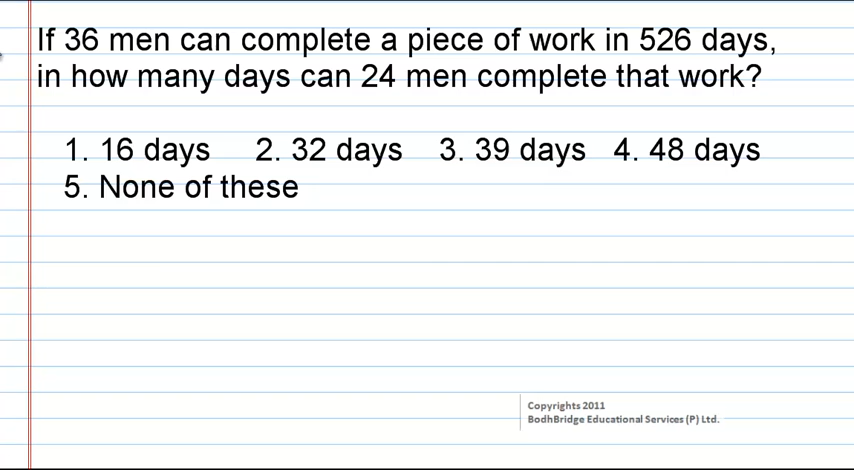 If 36 men can complete a piece of work in 526 days,
in how many days can 24 men complete that work?
1. 16 days 2. 32 days 3. 39 days 4. 48 days
5. None of these
Copyrights 2011
BodhBridge Educational Services (P) Ltd.